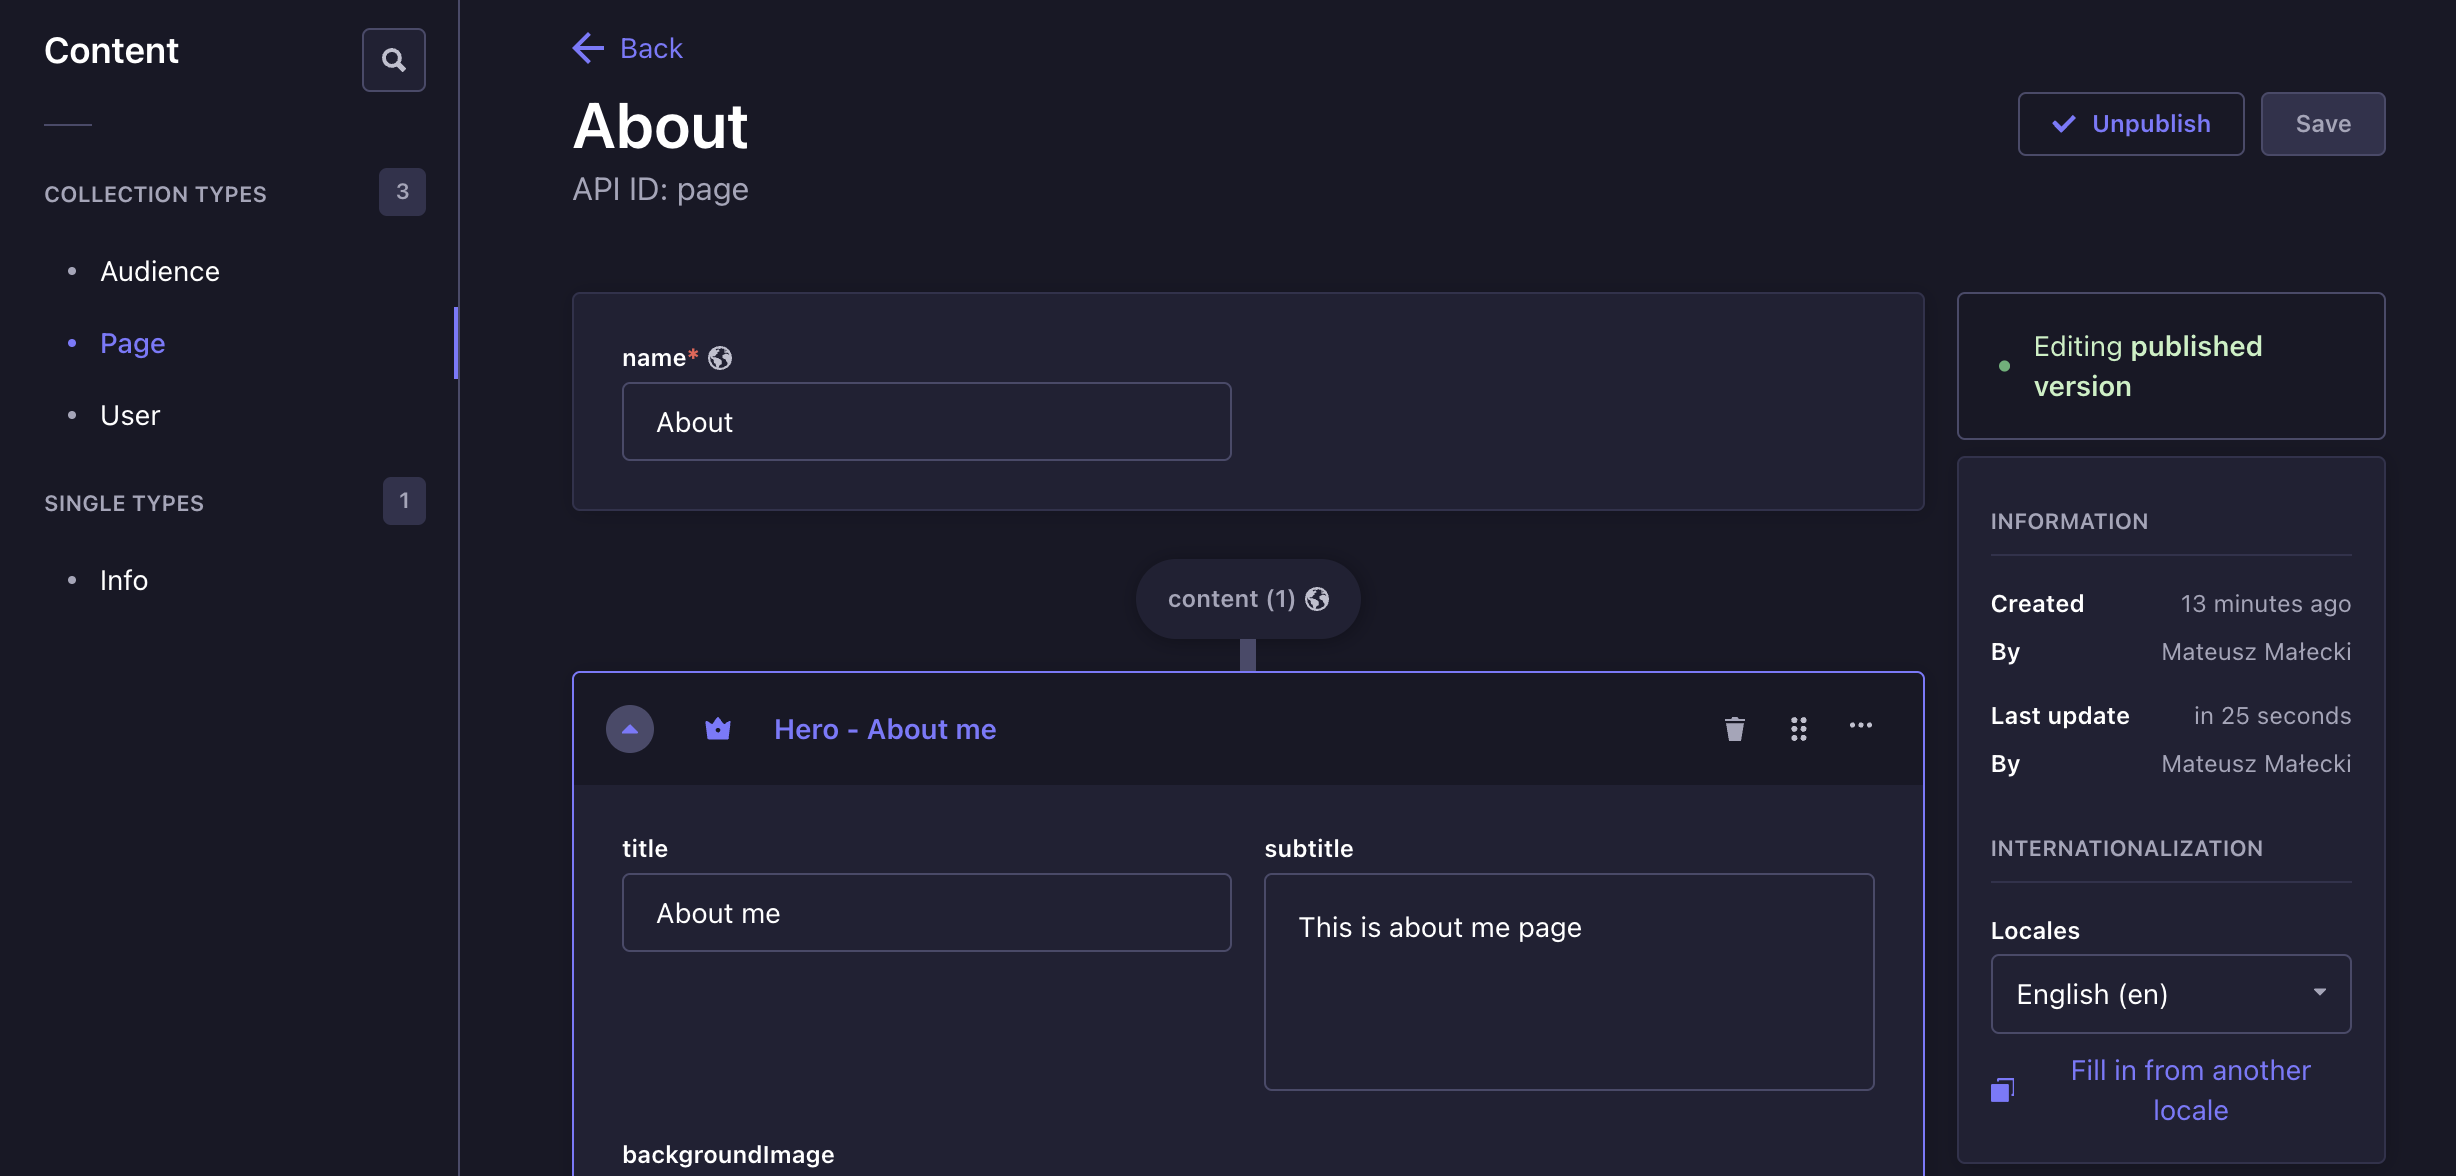 Content
COLLECTION TYPES
3
Audience
Page
User
SINGLE TYPES
1
Info
Back
About
API ID: page
Unpublish
Save
name*
About
content (1)
Hero - About me
title
About me
subtitle
This is about me page
backgroundImage
Editing published
version
INFORMATION
Created
13 minutes ago
By
Mateusz Małecki
Last update
in 25 seconds
By
Mateusz Małecki
INTERNATIONALIZATION
Locales
English (en)
Fill in from another
locale